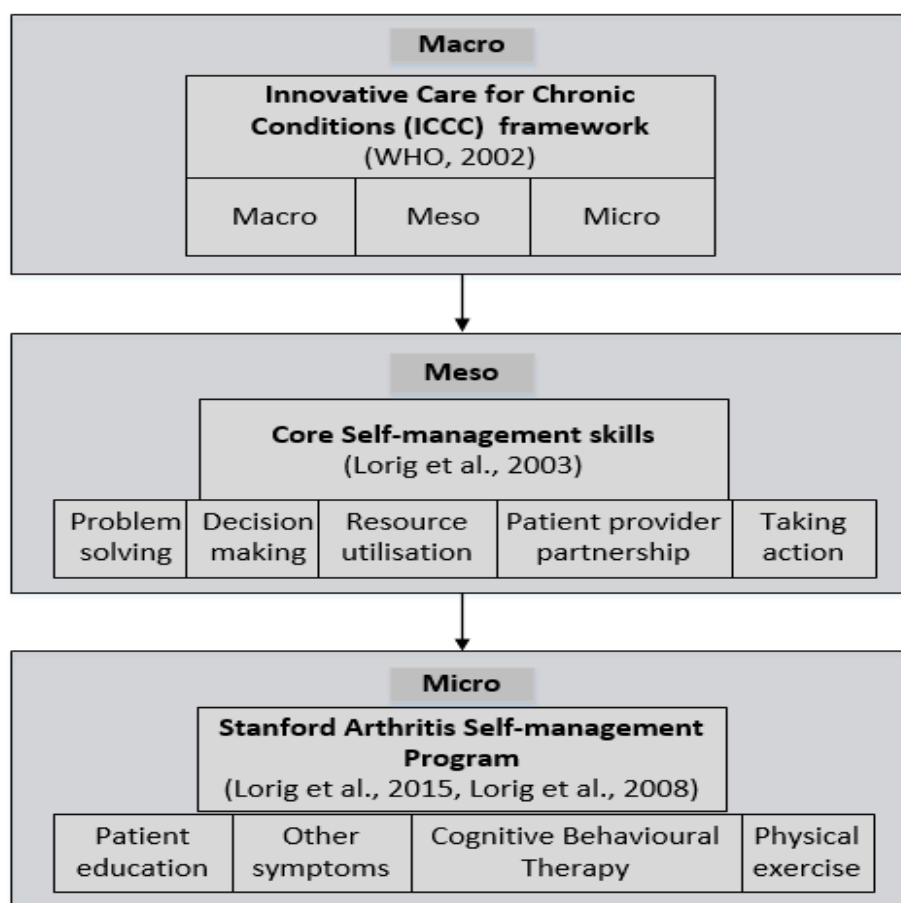 Macro
Innovative Care for Chronic
Conditions (ICCC) framework
(WHO, 2002)
Macro
Meso
Micro
Meso
Core Self-management skills
(Lorig et al., 2003)
Problem
solving
Decision
making
Resource
utilisation
Patient provider
partnership
Taking
action
Micro
Stanford Arthritis Self-management
Program
(Lorig et al., 2015, Lorig et al., 2008)
Patient
education
Other
symptoms
Cognitive Behavioural
Therapy
Physical
exercise